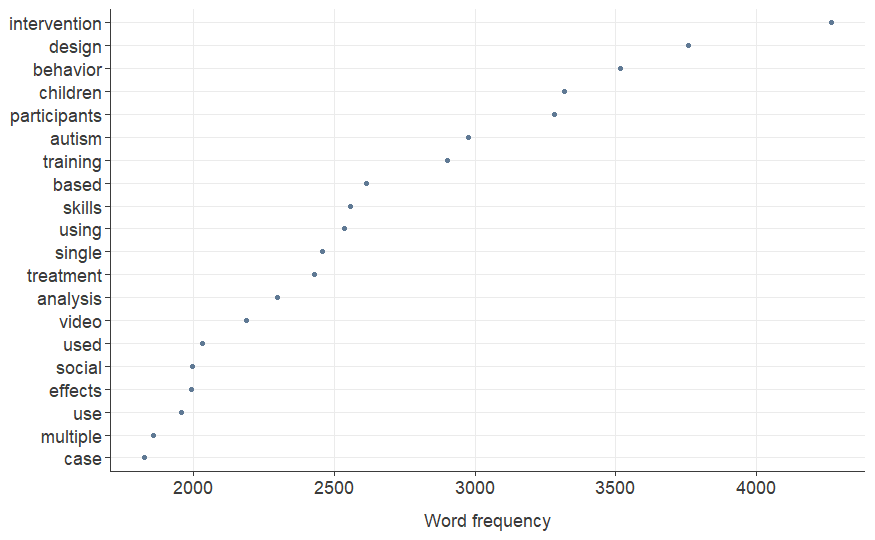 intervention
design
behavior
children
participants
autism
training
based
skills
using
single
treatment
analysis
video
used
social
effects
use
multiple
case
2000 2500 3000 3500 4000
Word frequency